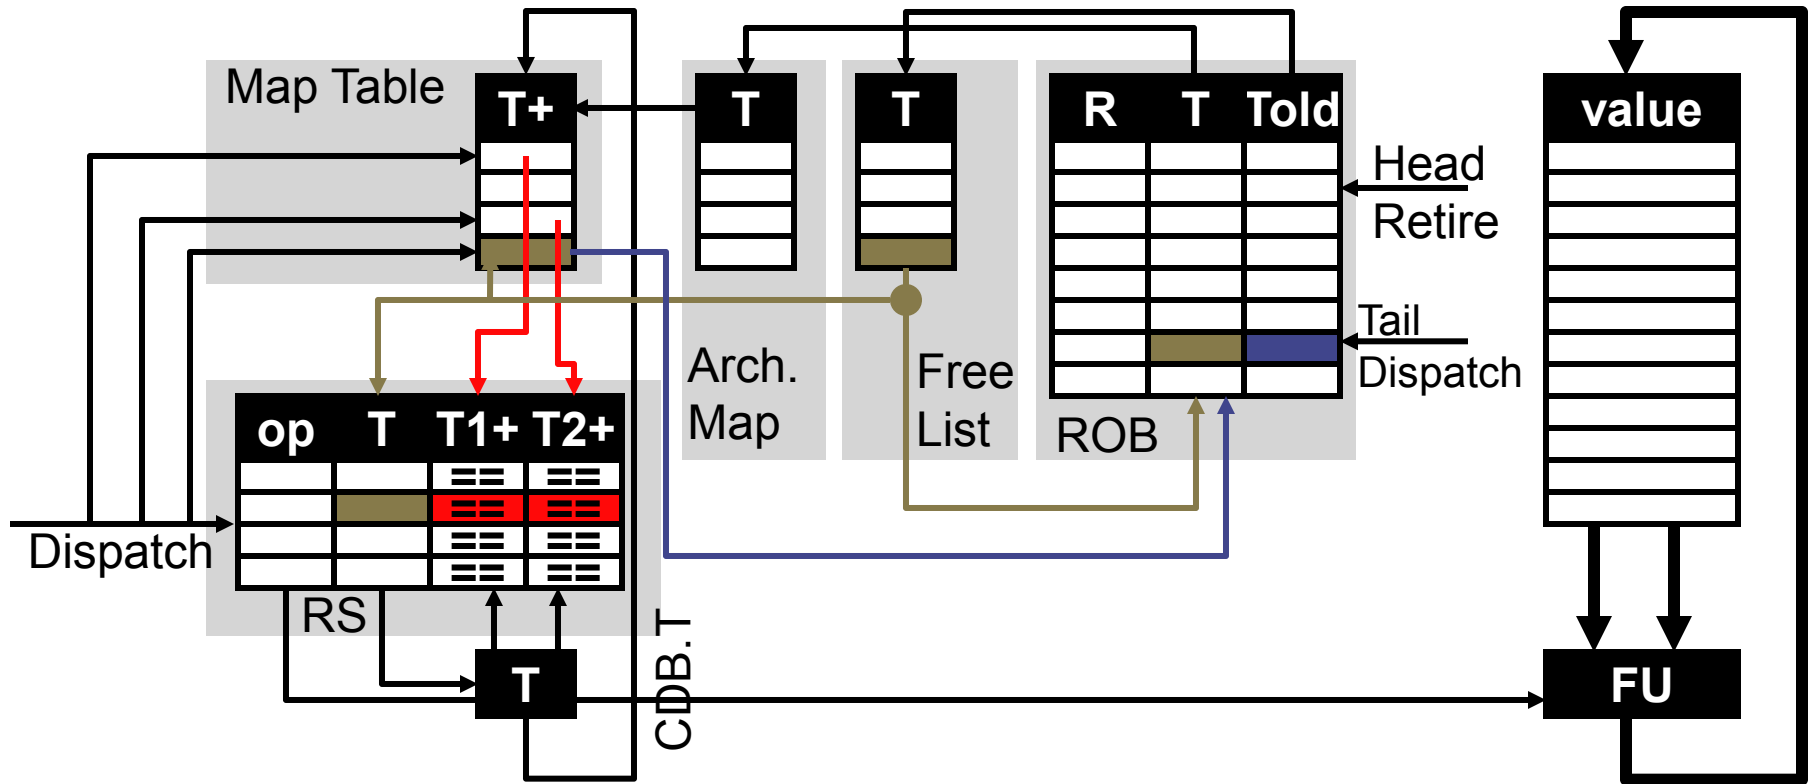 Map Table
T+
T
T
R T Told
value
Head
Retire
Tail
Dispatch
Arch.
Map
Free
List
ROB
op T T1+ T2+
Dispatch
RS
CDB.T
T
FU